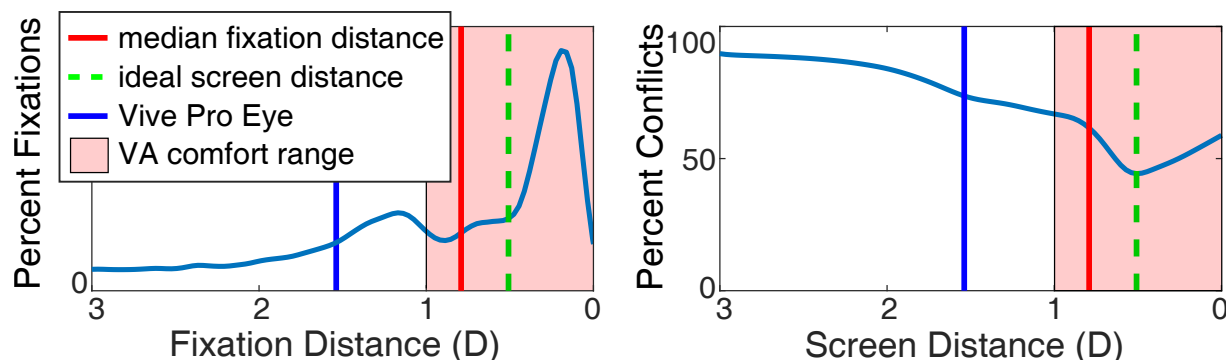 Percent Fixations
median fixation distance
ideal screen distance
Vive Pro Eye
VA comfort range
0
3
2
1
0
Fixation Distance (D)
Percent Conflicts
100
50
0
3
2
1
0
Screen Distance (D)